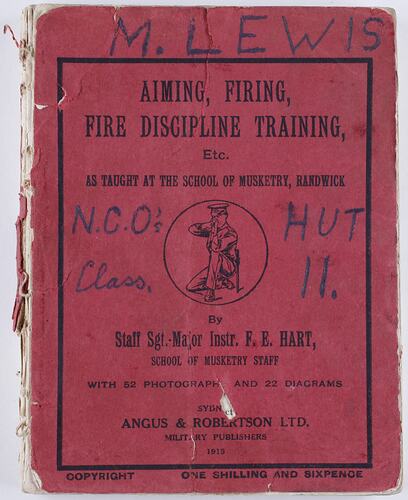 M. LEWIS
AIMING, FIRING,
FIRE DISCIPLINE TRAINING,
Etc.
AS TAUGHT AT THE SCHOOL OF MUSKETRY, RANDWICK
N.C.O's HUT
Class. 11.
By
Staff Sgt.-Major Instr. F. E. HART,
SCHOOL OF MUSKETRY STAFF
WITH 52 PHOTOGRAPHS AND 22 DIAGRAMS
ANGUS & ROBERTSON LTD.
MILITARY PUBLISHERS
1915
COPYRIGHT ONE SHILLING AND SIXPENCE